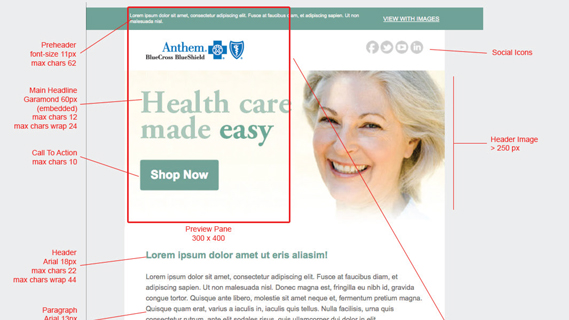 Lorem ipsum dolor sit amet, consectetur adipiscing elit. Fusce at faucibus diam, et ultrices diam. Ut non
malesuada nisl.
VIEW WITH IMAGES
Preheader
font-size 11px
max chars 62
Anthem.
BlueCross BlueShield
Social Icons
Main Headline
Garamond 60px
(embedded)
max chars 12
max chars wrap 24
Health care
made easy
Header Image
> 250 px
Call To Action
max chars 10
Shop Now
Preview Pane
300 x 400
Header
Arial 18px
max chars 22
max chars wrap 44
Lorem ipsum dolor amet ut eris aliasim!
Lorem ipsum dolor sit amet, consectetur adipiscing elit. Fusce at faucibus diam, et
adipiscing sapien. Ut non malesuada nisl. Donec magna est, fringilla eu nibh id, gravida
congue tortor. Quisque ante libero, molestie sit amet neque et, fermentum pretium magna.
Quisque quam erat, varius a iaculis in, iaculis quis tellus. Nulla facilisis, urna quis
Paragraph
Arial 13px